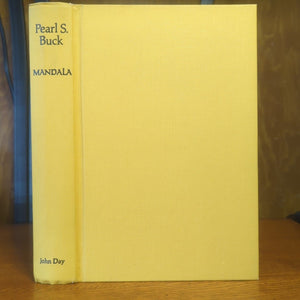 Pearl S.
Buck
MANDALA
John Day